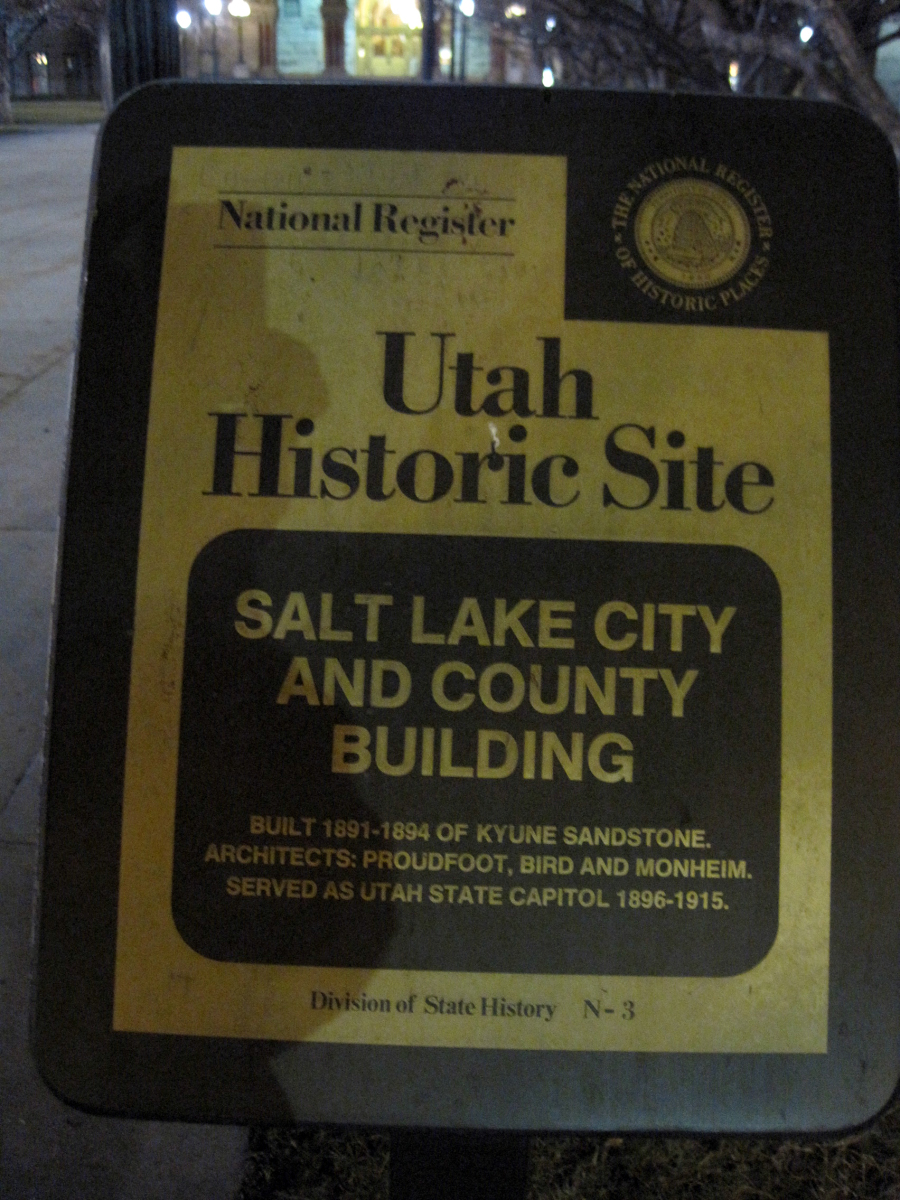 National Register
THE NATIONAL REGISTER
OF HISTORIC PLACES
Utah
Historic Site
SALT LAKE CITY
AND COUNTY
BUILDING
BUILT 1891-1894 OF KYUNE SANDSTONE.
ARCHITECTS: PROUDFOOT, BIRD AND MONHEIM.
SERVED AS UTAH STATE CAPITOL 1896-1915.
Division of State History N-3